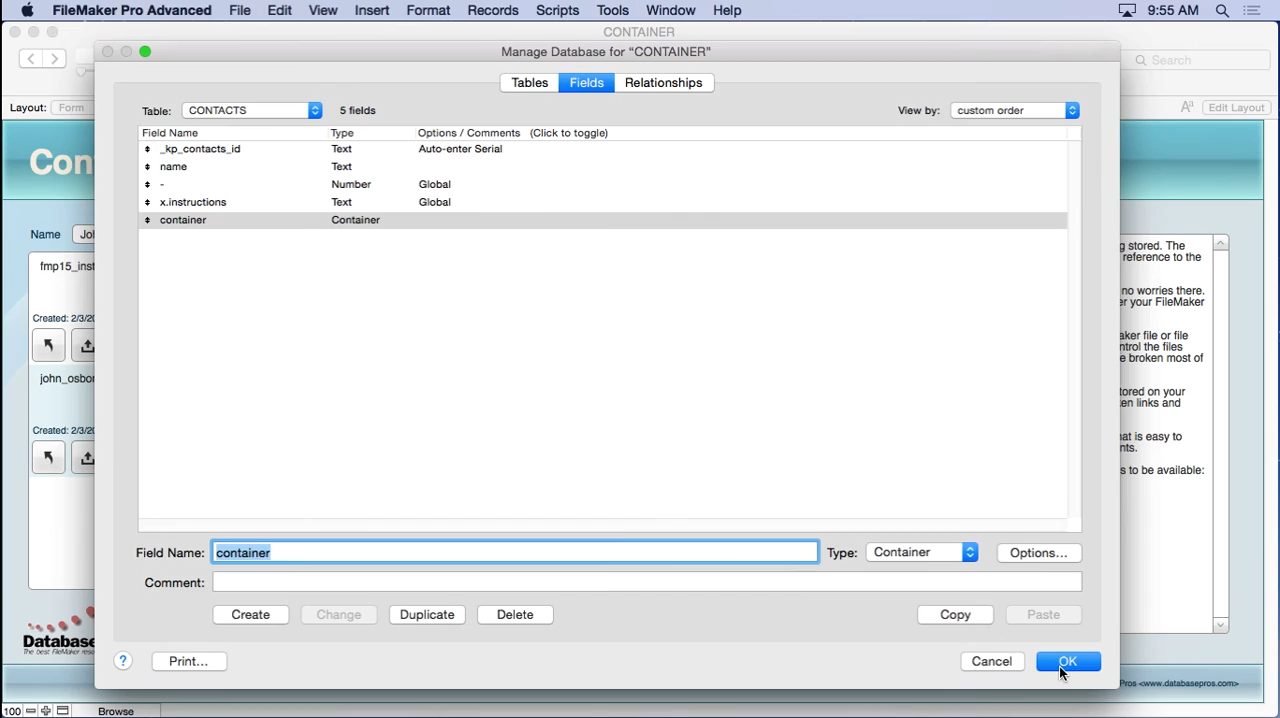 FileMaker Pro Advanced File Edit View Insert Format Records Scripts Tools Window Help 9:55 AM
CONTAINER
Manage Database for "CONTAINER"
Search
Tables Fields Relationships
Layout: Form
Edit Layout
Table: CONTACTS 5 fields View by: custom order
Field Name Type Options / Comments (Click to toggle)
_kp_contacts_id Text Auto-enter Serial
name Text
- Number Global
x.instructions Text Global
container Container
Con
Name Jo
fmp15_inst
Created: 2/3/20
john_osbor
Created: 2/3/20
g stored. The
reference to the
no worries there.
er your FileMaker
aker file or file
ntrol the files
e broken most of
tored on your
ken links and
hat is easy to
nts.
s to be available:
Field Name: container Type: Container Options...
Comment:
Create Change Duplicate Delete Copy Paste
Database
The best FileMaker resourc
? Print... Cancel OK
Pros <www.databasepros.com>
100 Browse